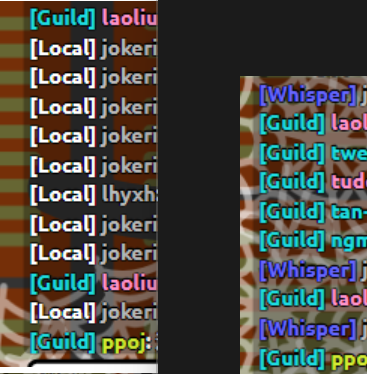 [Guild] laoliu
[Local] jokeri
[Local] jokeri
[Local] jokeri
[Local] jokeri
[Local] jokeri
[Local] lhyxh
[Local] jokeri
[Local] jokeri
[Guild] laoliu
[Local] jokeri
[Guild] ppoj:
[Whisper] j
[Guild] laol
[Guild] twe
[Guild] tud
[Guild] tan-
[Guild] ngm
[Whisper] j
[Guild] laol
[Whisper] j
[Guild] ppo